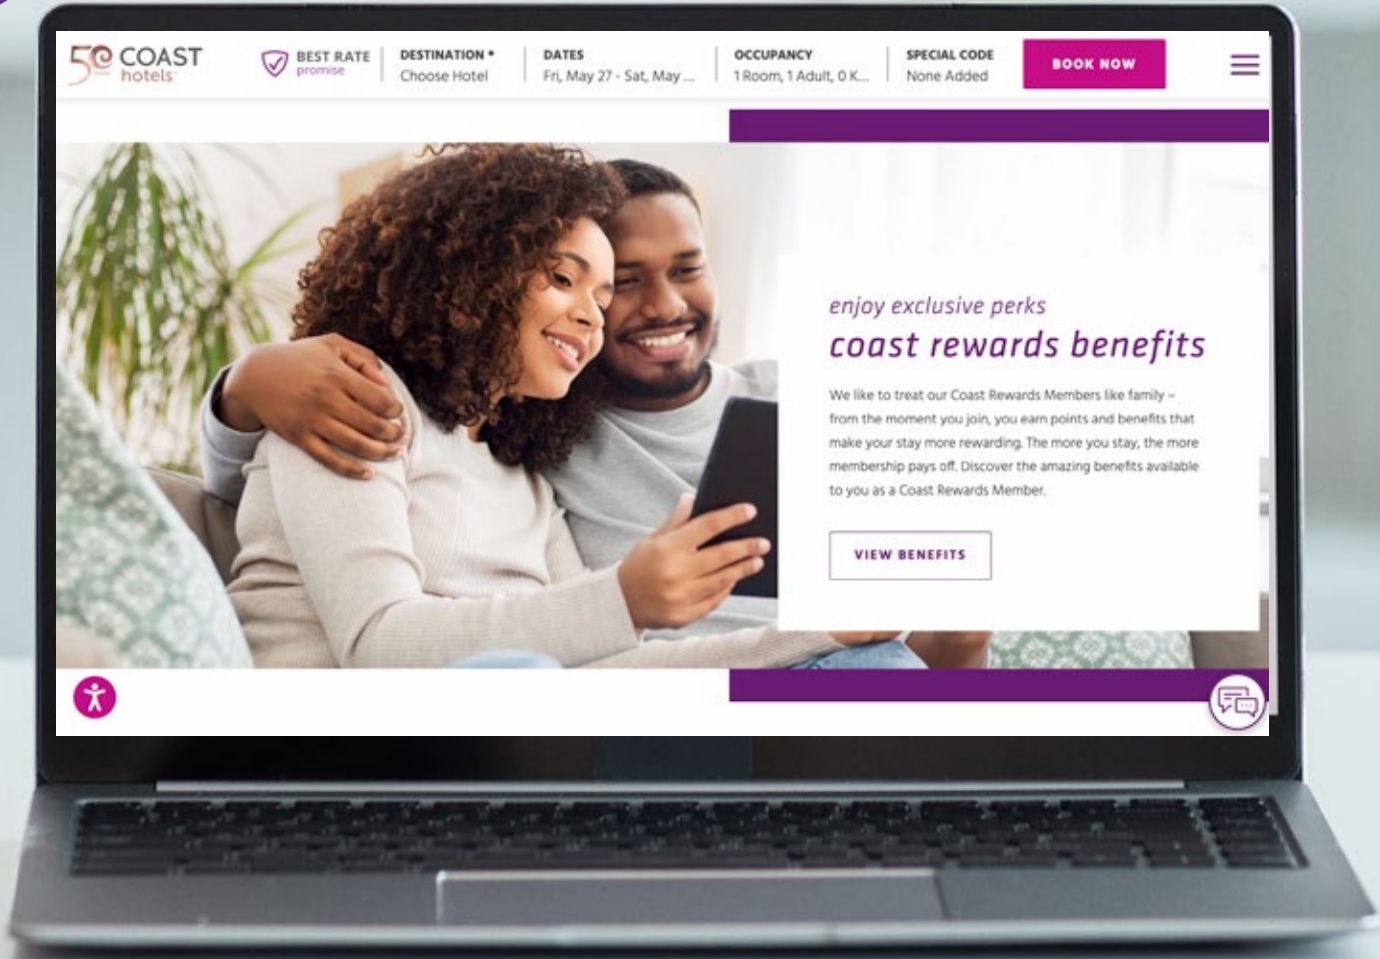 50 COAST
hotels
BEST RATE
promise
DESTINATION *
Choose Hotel
DATES
Fri, May 27 - Sat, May ...
OCCUPANCY
1 Room, 1 Adult, 0 K...
SPECIAL CODE
None Added
BOOK NOW
enjoy exclusive perks
coast rewards benefits
We like to treat our Coast Rewards Members like family –
from the moment you join, you earn points and benefits that
make your stay more rewarding. The more you stay, the more
membership pays off. Discover the amazing benefits available
to you as a Coast Rewards Member.
VIEW BENEFITS